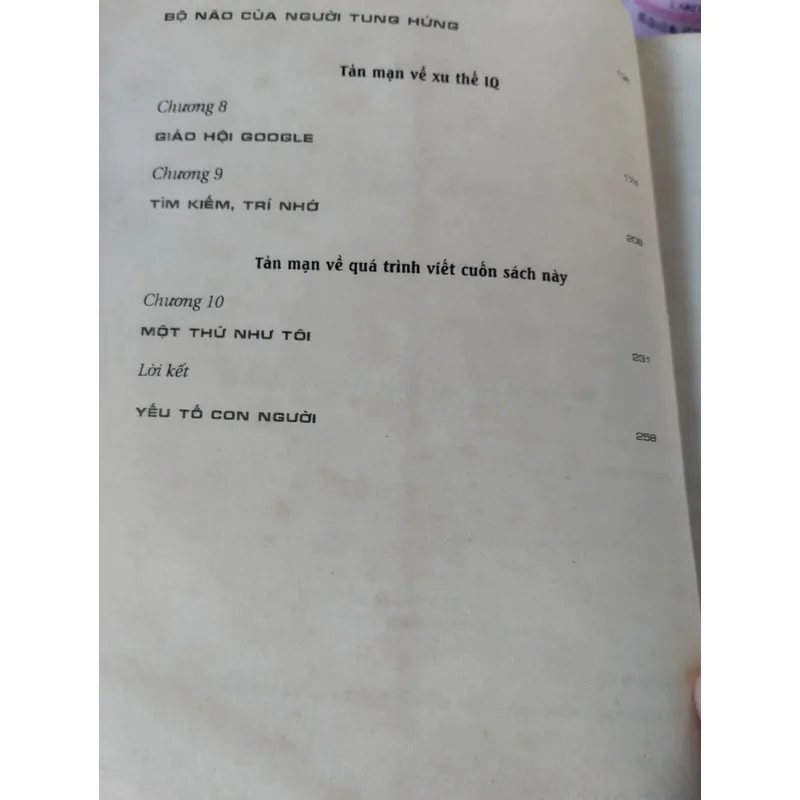 BỘ NÃO CỦA NGƯỜI TUNG HỨNG
Tản mạn về xu thế IQ
Chương 8
GIÁO HỘI GOOGLE
Chương 9
TÌM KIẾM, TRÍ NHỚ
208
Tản mạn về quá trình viết cuốn sách này
Chương 10
MỘT THỨ NHƯ TÔI
231
Lời kết
YẾU TỐ CON NGƯỜI
258